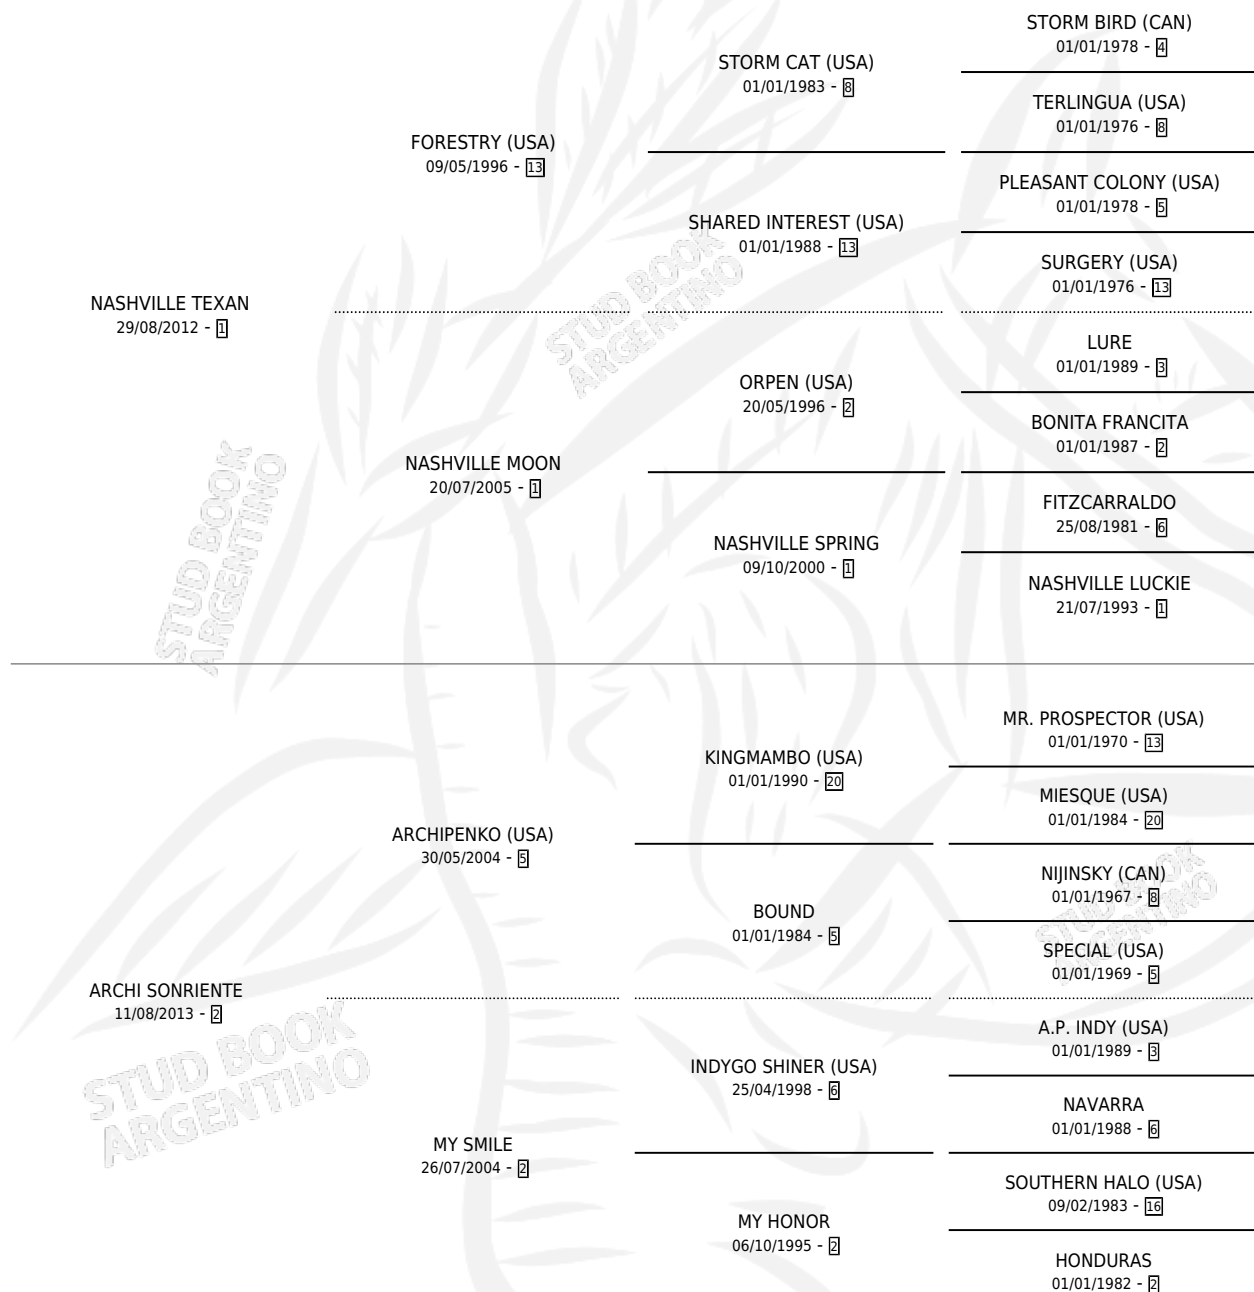 STORM BIRD (CAN)
01/01/1978 - 4
STORM CAT (USA)
01/01/1983 - 8
TERLINGUA (USA)
01/01/1976 - 8
FORESTRY (USA)
09/05/1996 - 13
PLEASANT COLONY (USA)
01/01/1978 - 5
SHARED INTEREST (USA)
01/01/1988 - 13
SURGERY (USA)
01/01/1976 - 13
NASHVILLE TEXAN
29/08/2012 - 1
LURE
01/01/1989 - 3
ORPEN (USA)
20/05/1996 - 2
BONITA FRANCITA
01/01/1987 - 2
NASHVILLE MOON
20/07/2005 - 1
FITZCARRALDO
25/08/1981 - 6
NASHVILLE SPRING
09/10/2000 - 1
NASHVILLE LUCKIE
21/07/1993 - 1
MR. PROSPECTOR (USA)
01/01/1970 - 13
KINGMAMBO (USA)
01/01/1990 - 20
MIESQUE (USA)
01/01/1984 - 20
ARCHIPENKO (USA)
30/05/2004 - 5
NIJINSKY (CAN)
01/01/1967 - 8
BOUND
01/01/1984 - 5
SPECIAL (USA)
01/01/1969 - 5
ARCHI SONRIENTE
11/08/2013 - 2
A.P. INDY (USA)
01/01/1989 - 3
INDYGO SHINER (USA)
25/04/1998 - 6
NAVARRA
01/01/1988 - 6
MY SMILE
26/07/2004 - 2
SOUTHERN HALO (USA)
09/02/1983 - 16
MY HONOR
06/10/1995 - 2
HONDURAS
01/01/1982 - 2
STUD BOOK
ARGENTINO
STUD BOOK
ARGENTINO
STUD BOOK
ARGENTINO
STUD BOOK
ARGENTINO